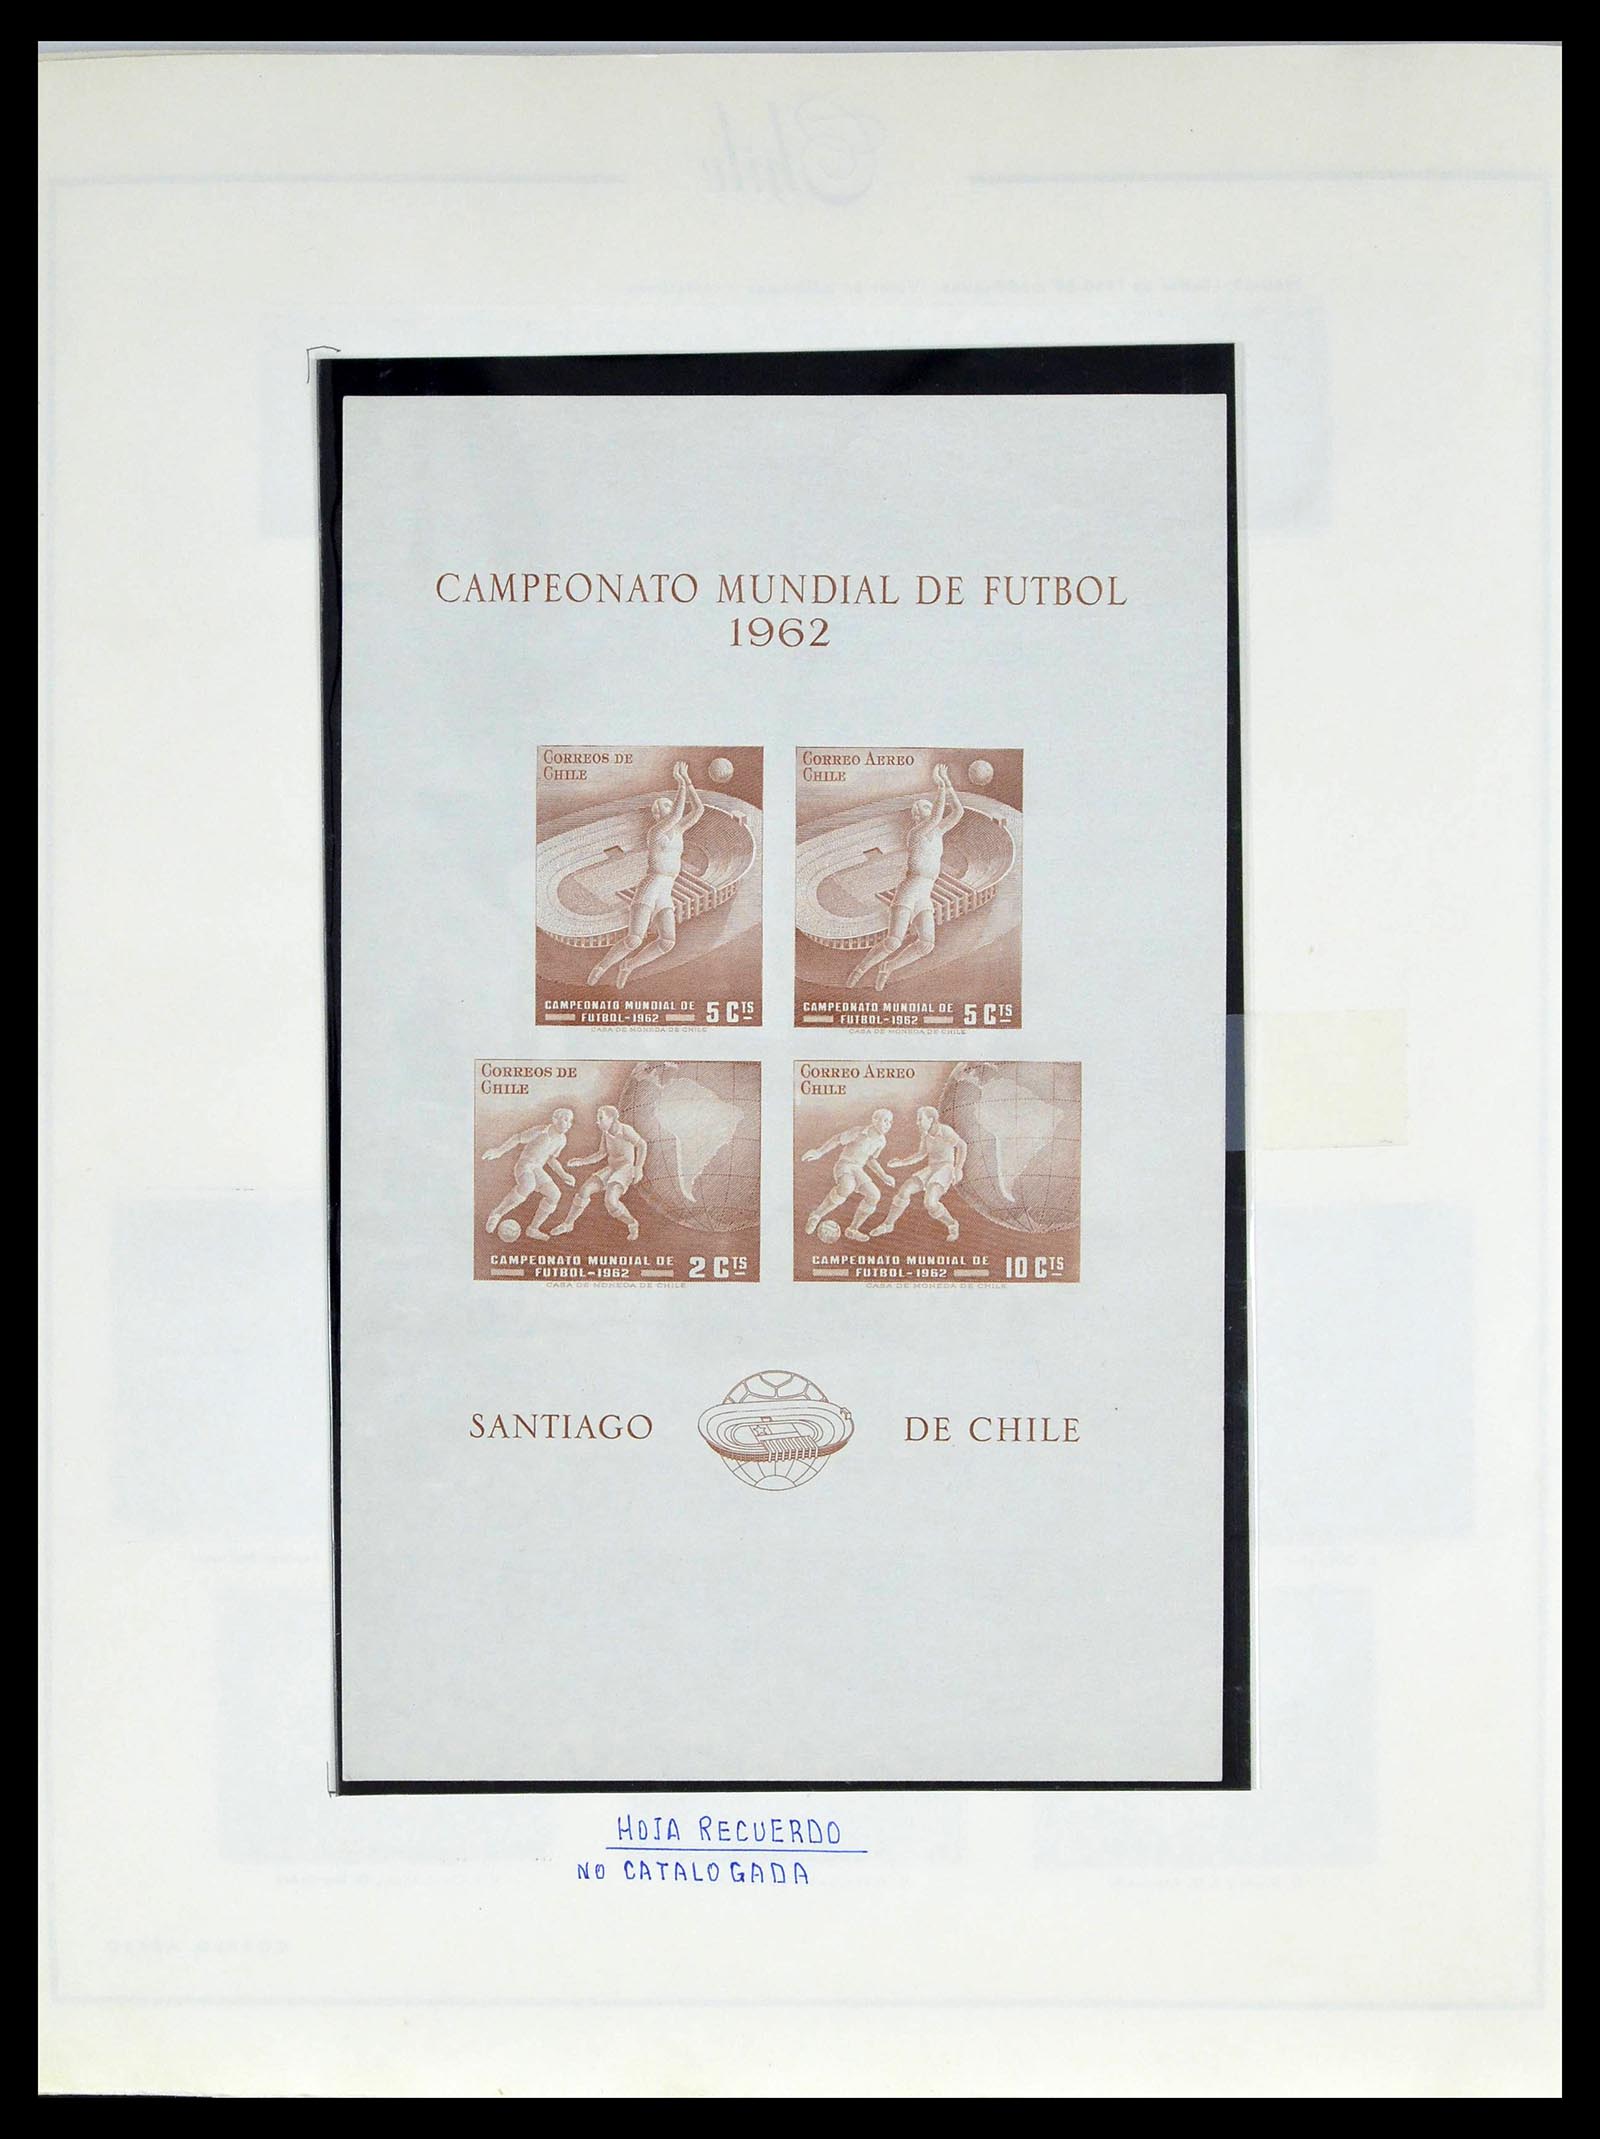 Chile
CAMPEONATO MUNDIAL DE FUTBOL
1962
CORREOS DE
CHILE
CAMPEONATO MUNDIAL DE
FUTBOL-1962
5 CTS
CASA DE MONEDA DE CHILE
CORREO AEREO
CHILE
CAMPEONATO MUNDIAL DE
FUTBOL-1962
5 CTS
CASA DE MONEDA DE CHILE
CORREOS DE
CHILE
CAMPEONATO MUNDIAL DE
FUTBOL-1962
2 CTS
CASA DE MONEDA DE CHILE
CORREO AEREO
CHILE
CAMPEONATO MUNDIAL DE
FUTBOL-1962
10 CTS
CASA DE MONEDA DE CHILE
SANTIAGO DE CHILE
HOJA RECUERDO
NO CATALOGADA
CORREO AEREO